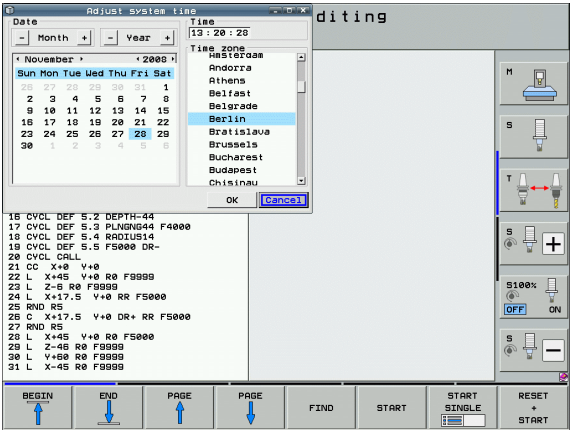 Adjust system time
diting
Date
Time
- Month +
- Year +
13:20:28
Time zone
November
2008
Sun Mon Tue Wed Thu Fri Sat
26 27 28 29 30 31 1
2 3 4 5 6 7 8
9 10 11 12 13 14 15
16 17 18 19 20 21 22
23 24 25 26 27 28 29
30 1 2 3 4 5 6
Amsterdam
Andorra
Athens
Belfast
Belgrade
Berlin
Bratislava
Brussels
Bucharest
Budapest
Chisinau
OK
Cancel
16 CYCL DEF 5.2 DEPTH-44
17 CYCL DEF 5.3 PLNGNG44 F4000
18 CYCL DEF 5.4 RADIUS14
19 CYCL DEF 5.5 F5000 DR-
20 CYCL CALL
21 CC X+0 Y+0
22 L X+45 Y+0 R0 F9999
23 L Z-6 R0 F9999
24 L X+17.5 Y+0 RR F5000
25 RND R5
26 C X+17.5 Y+0 DR+ RR F5000
27 RND R5
28 L X+45 Y+0 R0 F5000
29 L Z-46 R0 F9999
30 L Y+60 R0 F9999
31 L X-45 R0 F9999
M
S
T
S
+
S100%
OFF ON
S
-
BEGIN
END
PAGE
PAGE
FIND
START
START SINGLE
RESET + START